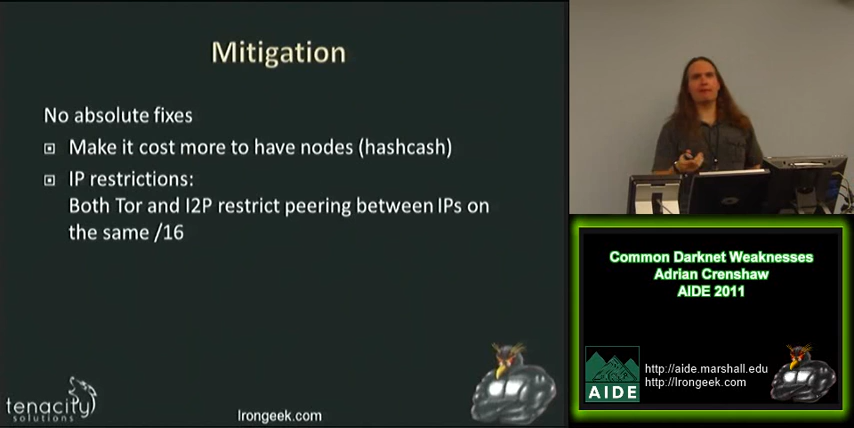 Mitigation
No absolute fixes
Make it cost more to have nodes (hashcash)
IP restrictions:
Both Tor and I2P restrict peering between IPs on
the same /16
tenacity
solutions
Irongeek.com
Common Darknet Weaknesses
Adrian Crenshaw
AIDE 2011
AIDE
http://aide.marshall.edu
http://Irongeek.com